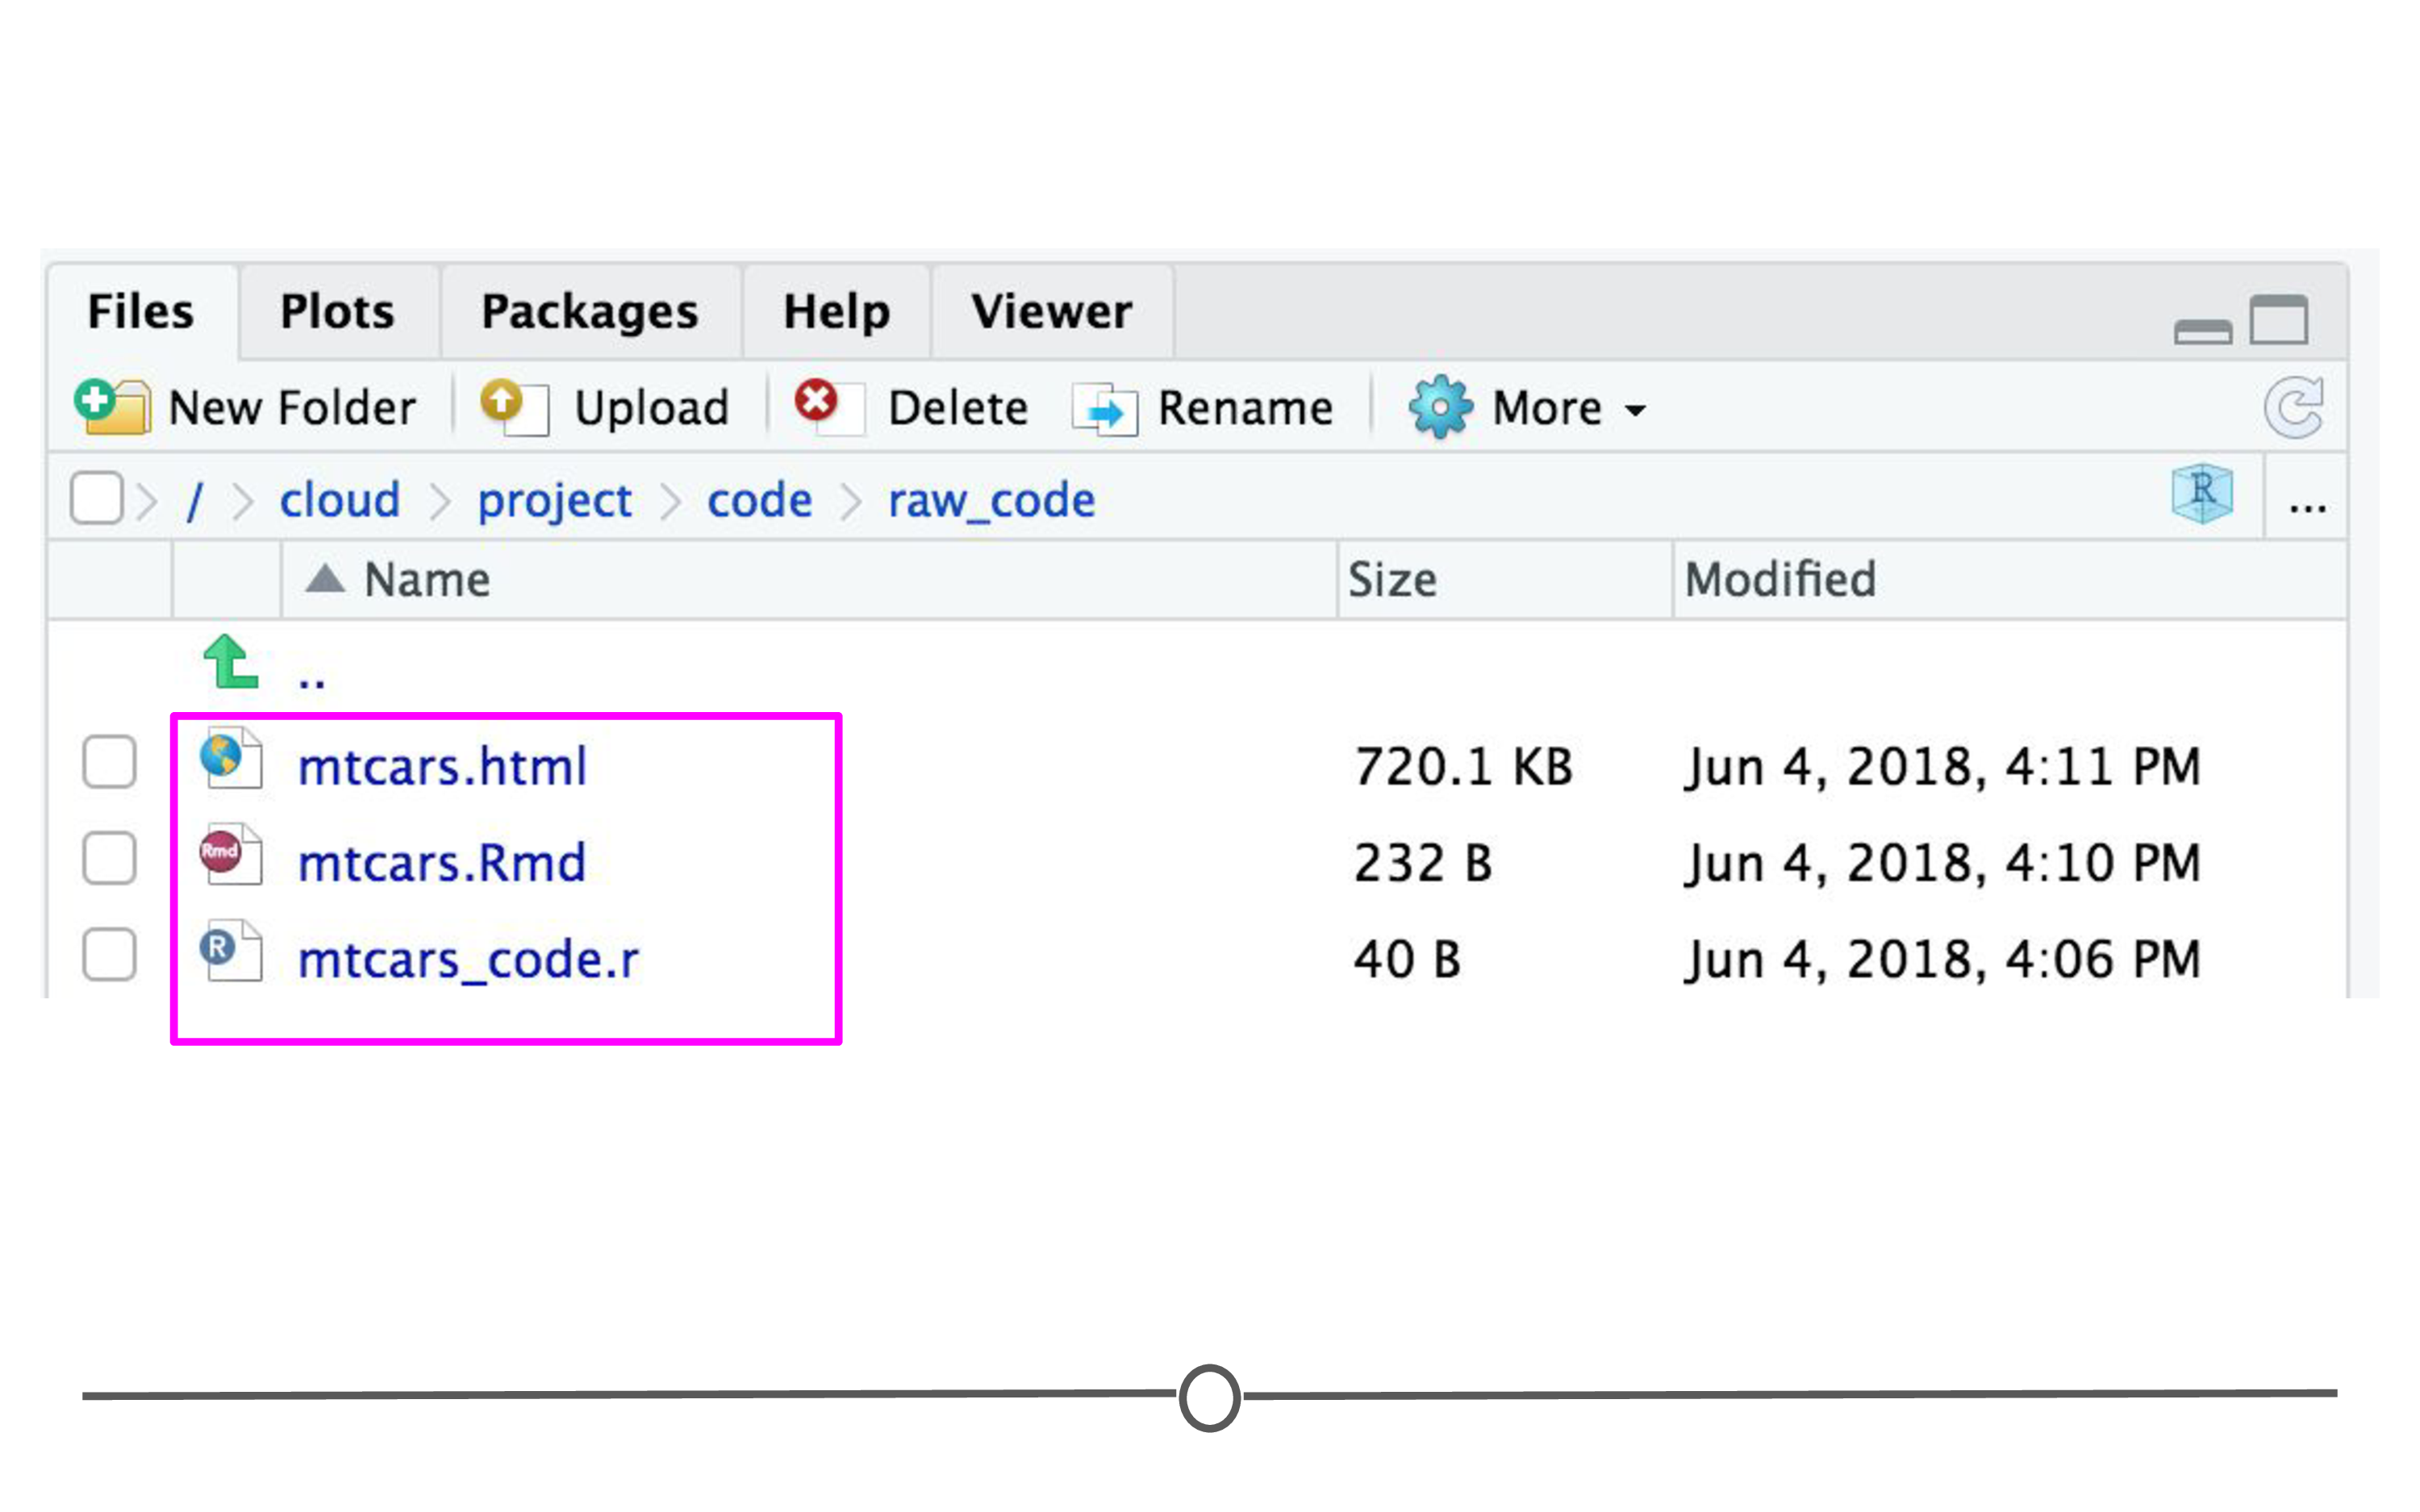 Files Plots Packages Help Viewer
New Folder Upload Delete Rename More
/ cloud project code raw_code R ...
Name Size Modified
..
mtcars.html 720.1 KB Jun 4, 2018, 4:11 PM
Rmd mtcars.Rmd 232 B Jun 4, 2018, 4:10 PM
R mtcars_code.r 40 B Jun 4, 2018, 4:06 PM